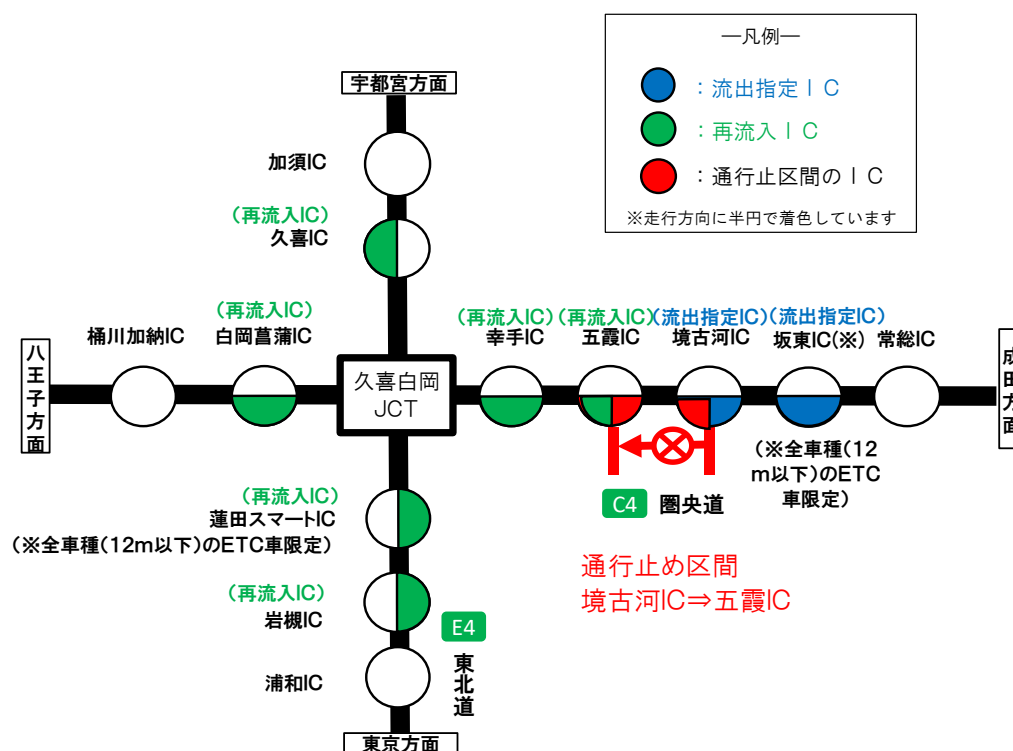 ―凡例―
：流出指定ＩＣ
：再流入ＩＣ
：通行止区間のＩＣ
※走行方向に半円で着色しています
宇都宮方面
加須IC
(再流入IC)
久喜IC
(再流入IC)
白岡菖蒲IC
桶川加納IC
八王子方面
久喜白岡
JCT
(再流入IC)
幸手IC
(再流入IC)
五霞IC
(流出指定IC)
境古河IC
(流出指定IC)
坂東IC(※)
常総IC
成田方面
(※全車種(12
m以下)のETC
車限定)
C4 圏央道
通行止め区間
境古河IC⇒五霞IC
(再流入IC)
蓮田スマートIC
(※全車種(12m以下)のETC車限定)
(再流入IC)
岩槻IC
E4
東北道
浦和IC
東京方面